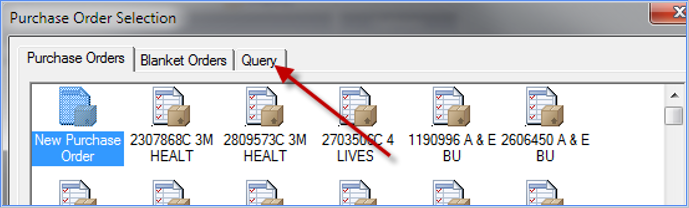 Purchase Order Selection
Purchase Orders Blanket Orders Query
New Purchase Order 2307868C 3M HEALT 2809573C 3M HEALT 2703506C 4 LIVES 1190996 A & E BU 2606450 A & E BU